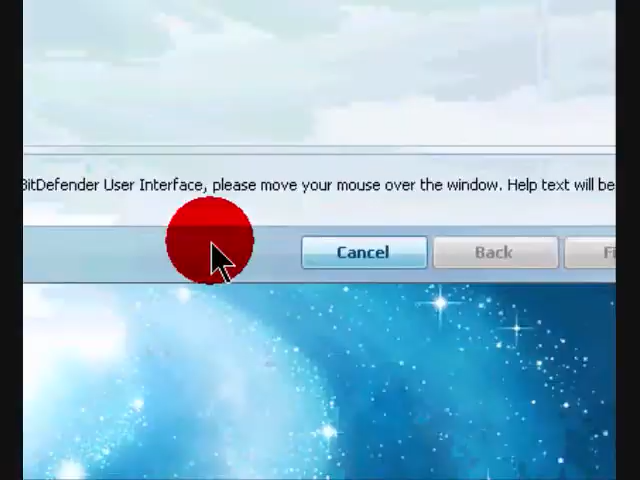 BitDefender User Interface, please move your mouse over the window. Help text will be
Cancel
Back